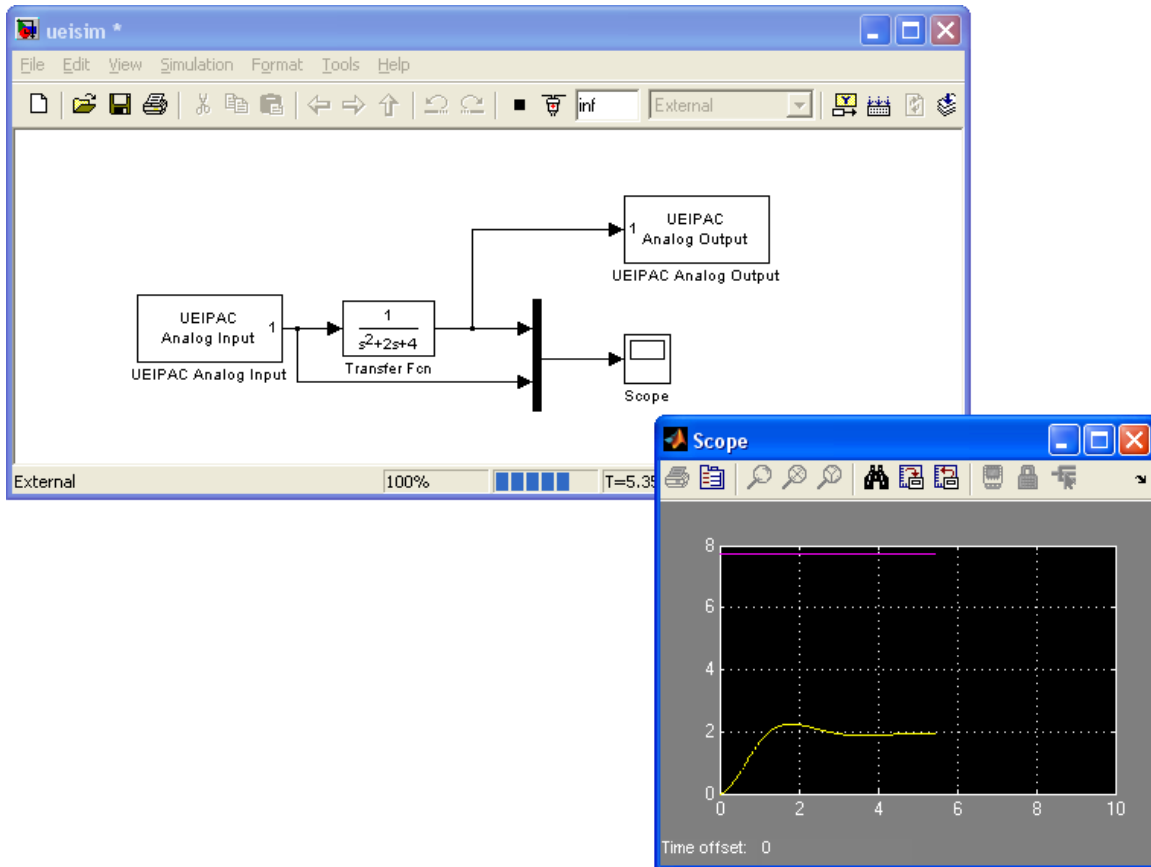 ueisim *
File Edit View Simulation Format Tools Help
inf External
UEIPAC
Analog Output
1
UEIPAC Analog Output
UEIPAC
Analog Input
1
UEIPAC Analog Input
1
s²+2s+4
Transfer Fcn
Scope
External 100% T=5.35
Scope
8
6
4
2
0
0 2 4 6 8 10
Time offset: 0